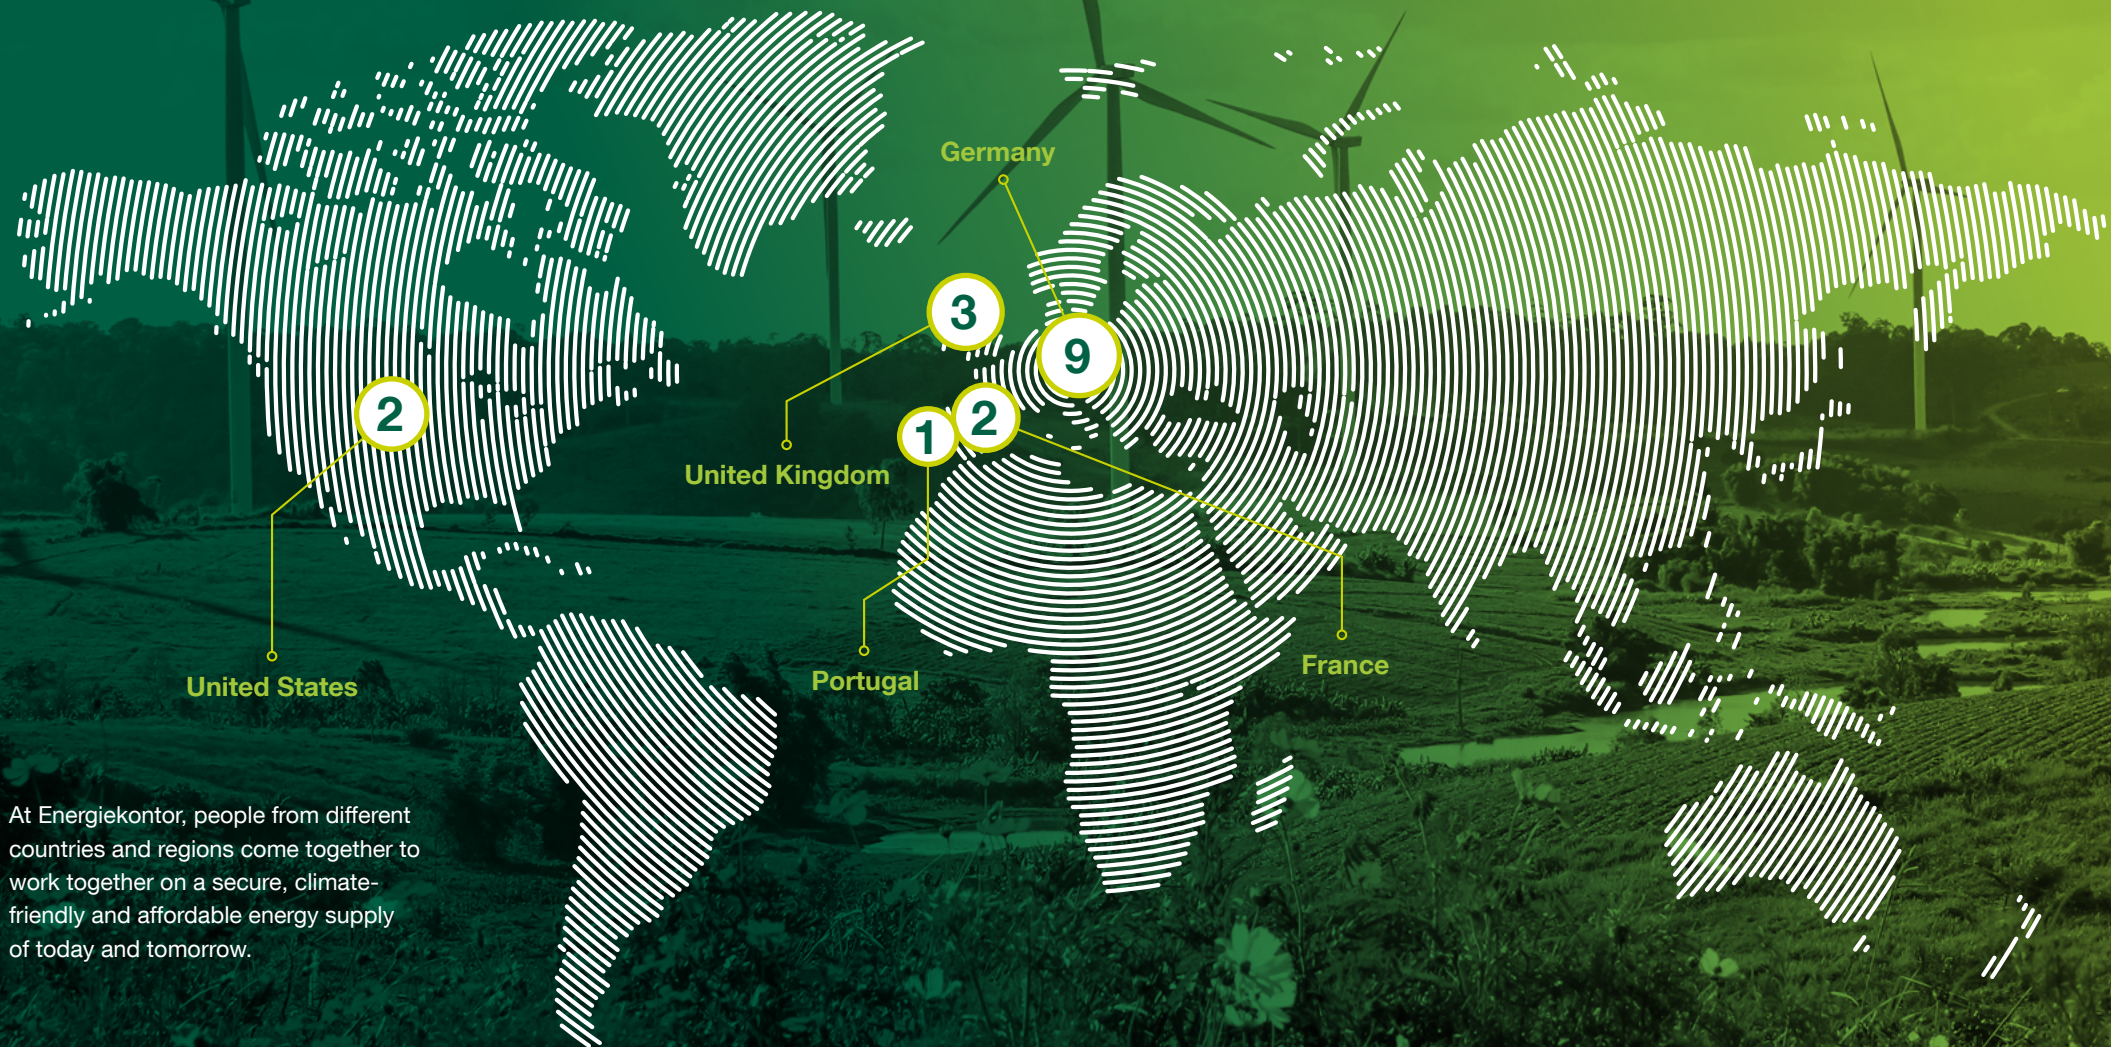 Germany
3
9
2
1
2
United Kingdom
United States
Portugal
France
At Energiekontor, people from different
countries and regions come together to
work together on a secure, climate-
friendly and affordable energy supply
of today and tomorrow.